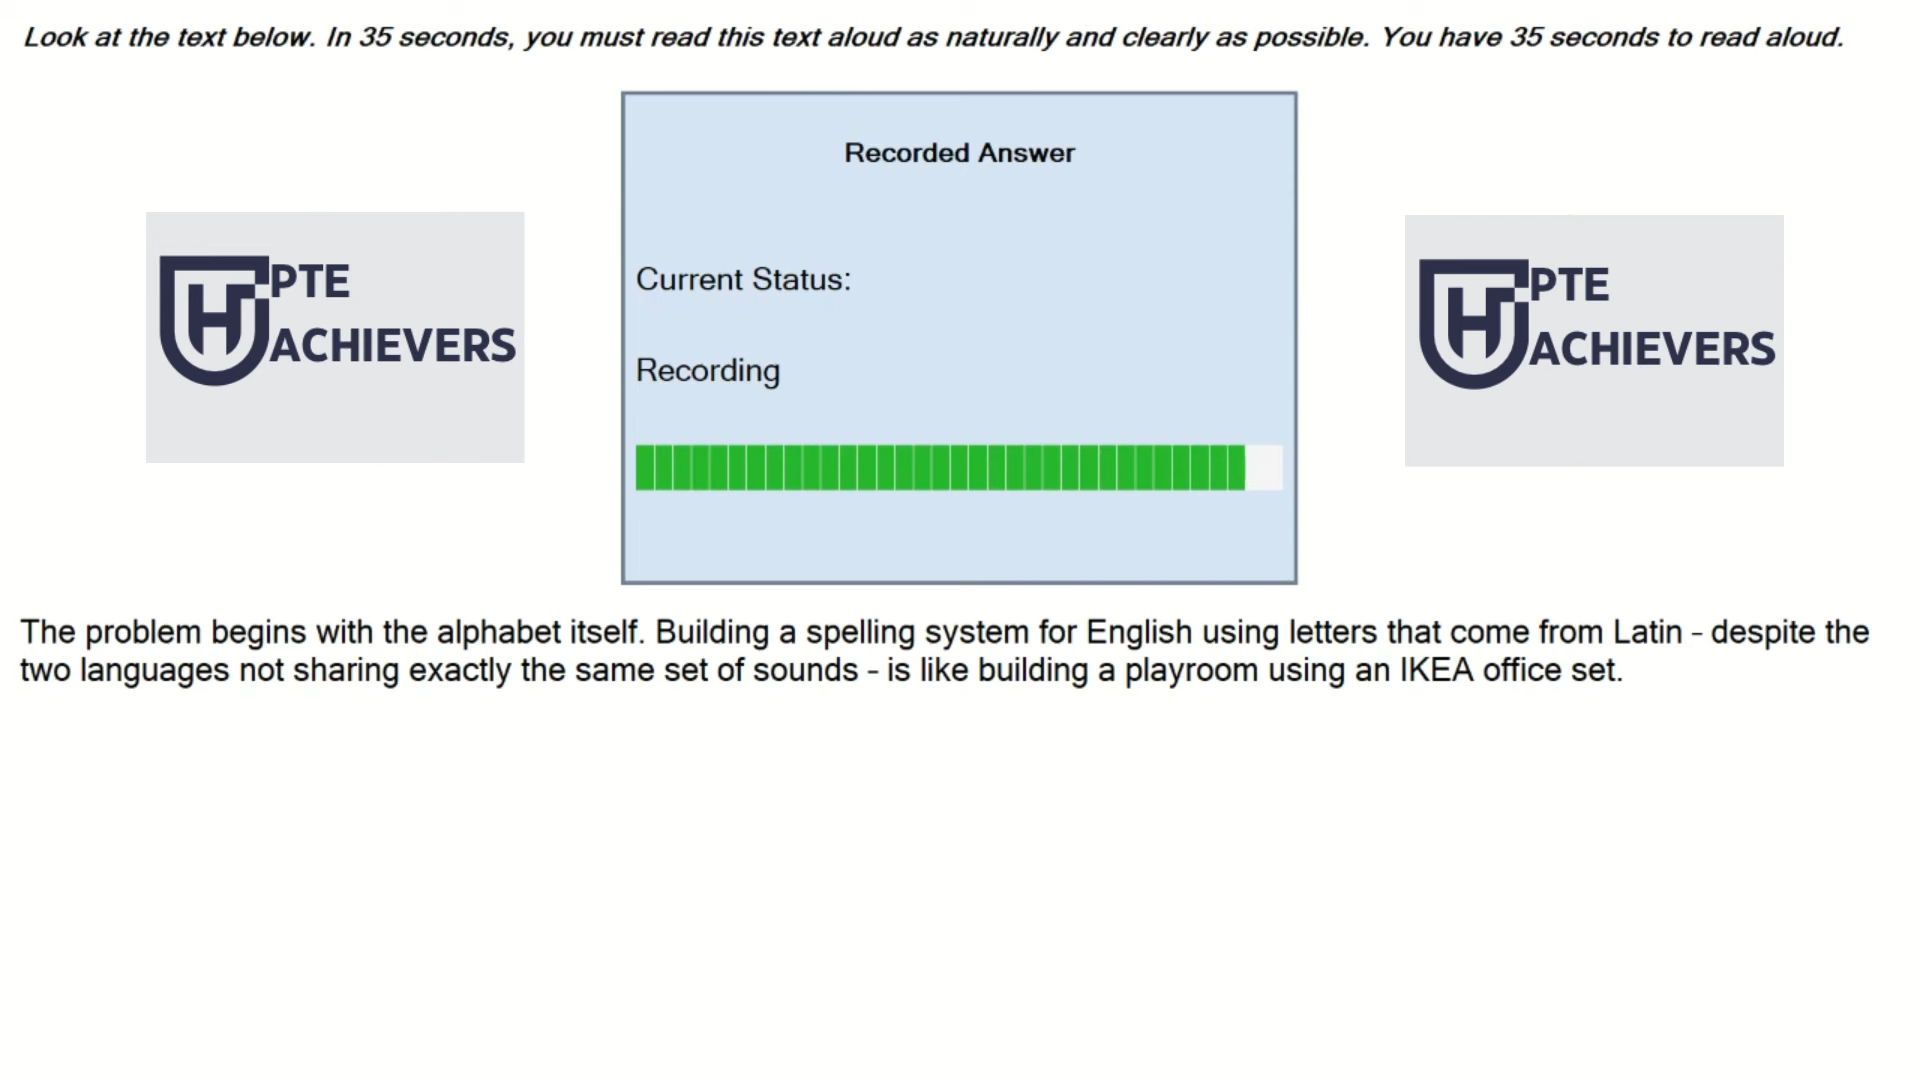 Look at the text below. In 35 seconds, you must read this text aloud as naturally and clearly as possible. You have 35 seconds to read aloud.
Recorded Answer
Current Status:
Recording
PTE
ACHIEVERS
PTE
ACHIEVERS
The problem begins with the alphabet itself. Building a spelling system for English using letters that come from Latin - despite the
two languages not sharing exactly the same set of sounds - is like building a playroom using an IKEA office set.